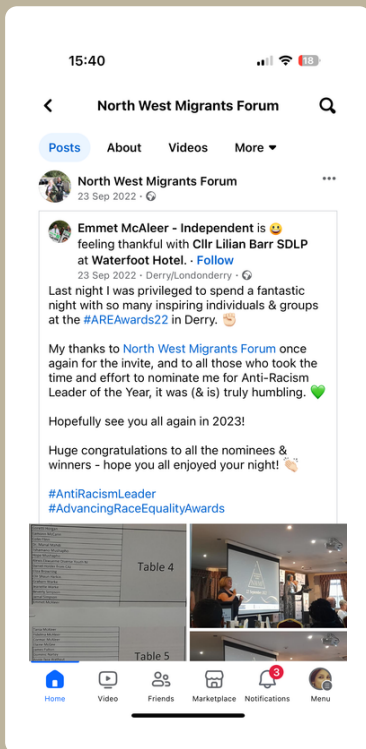 15:40
18
North West Migrants Forum
Posts About Videos More
North West Migrants Forum
23 Sep 2022
Emmet McAleer - Independent is
feeling thankful with Cllr Lilian Barr SDLP
at Waterfoot Hotel. · Follow
23 Sep 2022 · Derry/Londonderry ·
Last night I was privileged to spend a fantastic
night with so many inspiring individuals & groups
at the #AREAwards22 in Derry.
My thanks to North West Migrants Forum once
again for the invite, and to all those who took the
time and effort to nominate me for Anti-Racism
Leader of the Year, it was (& is) truly humbling.
Hopefully see you all again in 2023!
Huge congratulations to all the nominees &
winners - hope you all enjoyed your night!
#AntiRacismLeader
#AdvancingRaceEqualityAwards
Table 4
Table 5
3
Home Video Friends Marketplace Notifications Menu